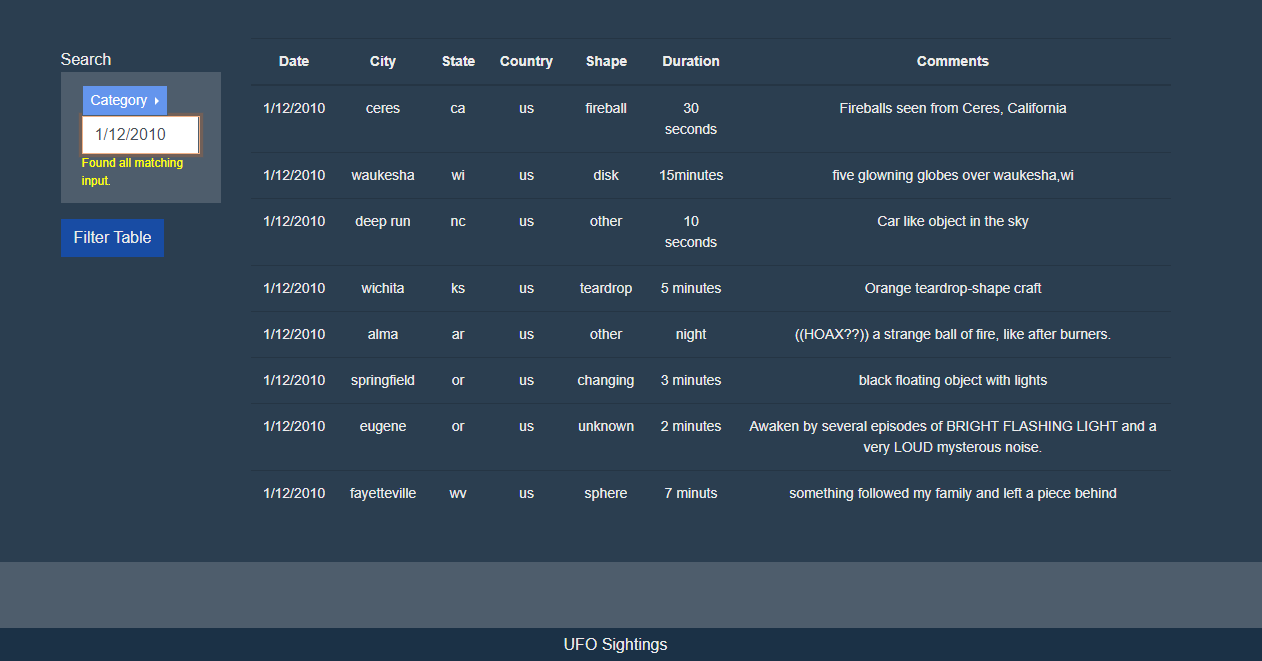 Search
Category
1/12/2010
Found all matching
input.
Filter Table
Date City State Country Shape Duration Comments
1/12/2010 ceres ca us fireball 30 seconds Fireballs seen from Ceres, California
1/12/2010 waukesha wi us disk 15minutes five glowning globes over waukesha,wi
1/12/2010 deep run nc us other 10 seconds Car like object in the sky
1/12/2010 wichita ks us teardrop 5 minutes Orange teardrop-shape craft
1/12/2010 alma ar us other night ((HOAX??)) a strange ball of fire, like after burners.
1/12/2010 springfield or us changing 3 minutes black floating object with lights
1/12/2010 eugene or us unknown 2 minutes Awaken by several episodes of BRIGHT FLASHING LIGHT and a
very LOUD mysterous noise.
1/12/2010 fayetteville wv us sphere 7 minuts something followed my family and left a piece behind
UFO Sightings